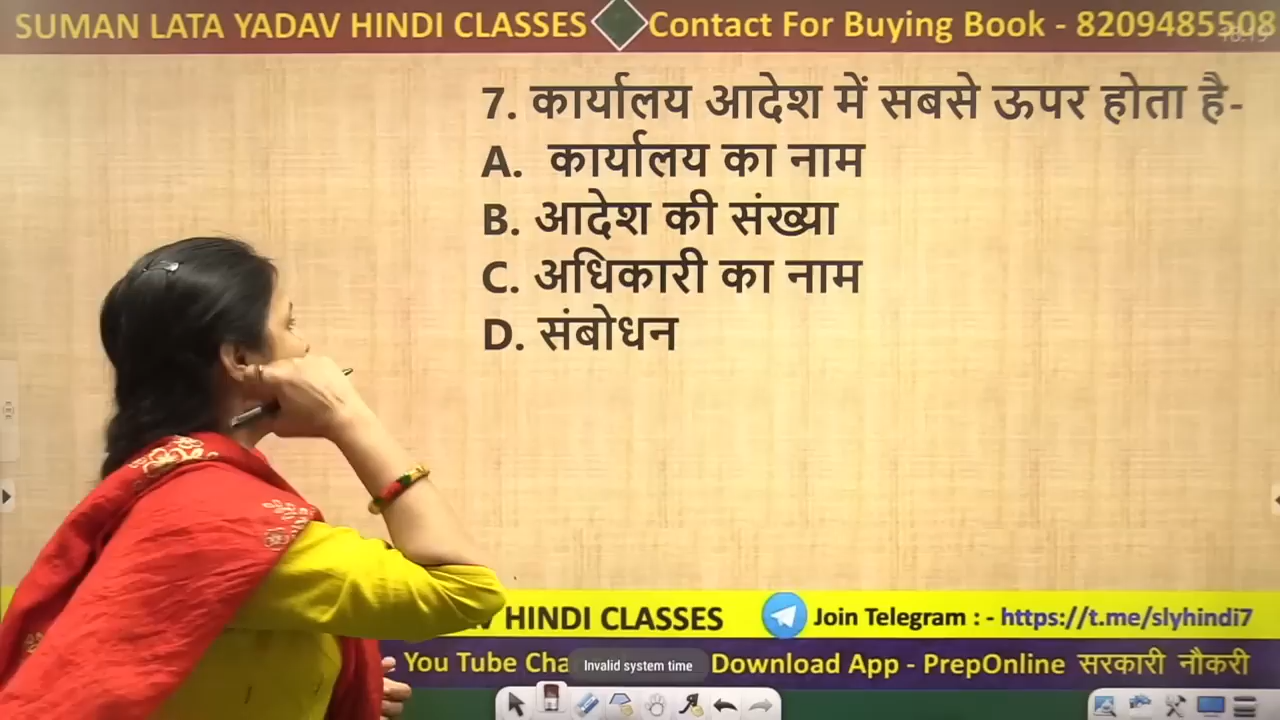 SUMAN LATA YADAV HINDI CLASSES Contact For Buying Book - 8209485508
7. कार्यालय आदेश में सबसे ऊपर होता है-
A. कार्यालय का नाम
B. आदेश की संख्या
C. अधिकारी का नाम
D. संबोधन
HINDI CLASSES Join Telegram : - https://t.me/slyhindi7
You Tube Cha Invalid system time Download App - PrepOnline सरकारी नौकरी